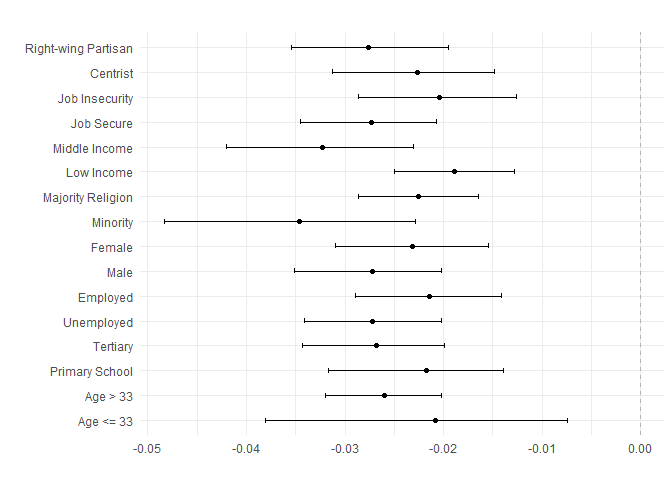 Right-wing Partisan
Centrist
Job Insecurity
Job Secure
Middle Income
Low Income
Majority Religion
Minority
Female
Male
Employed
Unemployed
Tertiary
Primary School
Age > 33
Age <= 33
-0.05 -0.04 -0.03 -0.02 -0.01 0.00